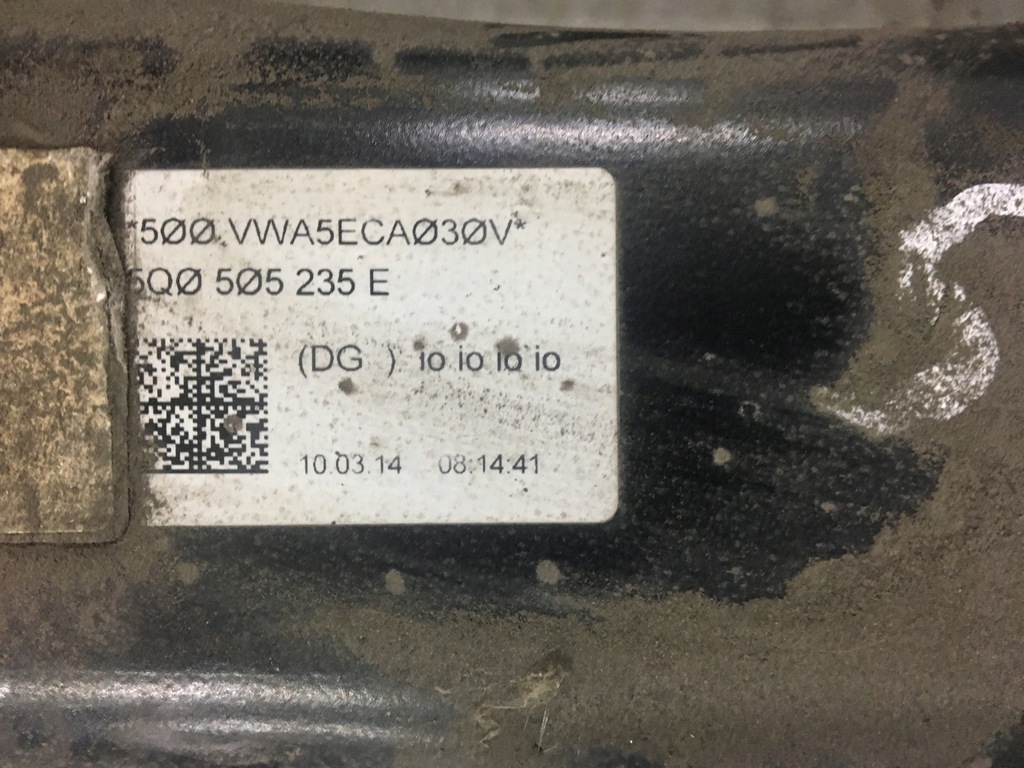 *5ØØ VWA5ECAØ3ØV*
5QØ 5Ø5 235 E
(DG ) io io io io
10.03.14 08:14:41
S